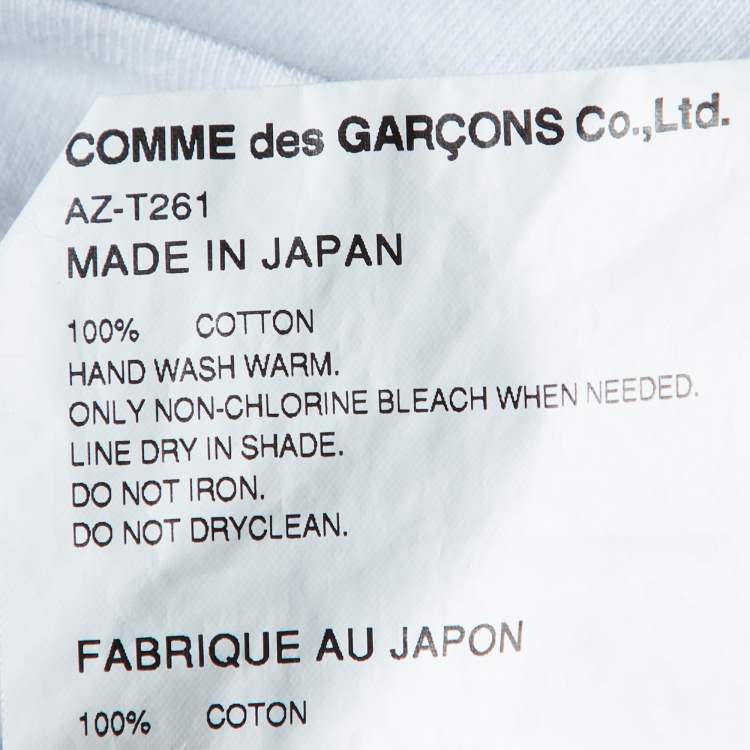 COMME des GARÇONS Co.,Ltd.
AZ-T261
MADE IN JAPAN
100% COTTON
HAND WASH WARM.
ONLY NON-CHLORINE BLEACH WHEN NEEDED.
LINE DRY IN SHADE.
DO NOT IRON.
DO NOT DRYCLEAN.
FABRIQUE AU JAPON
100% COTON